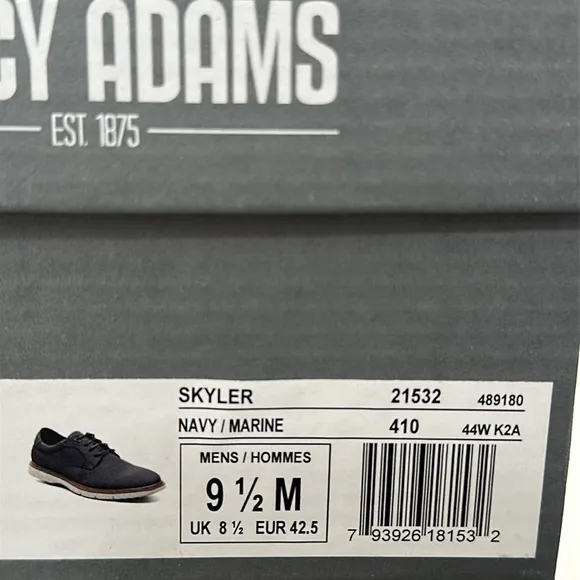 CY ADAMS
EST. 1875
SKYLER 21532 489180
NAVY / MARINE 410 44W K2A
MENS / HOMMES
9 ½ M
UK 8 ½ EUR 42.5
7 93926 18153 2